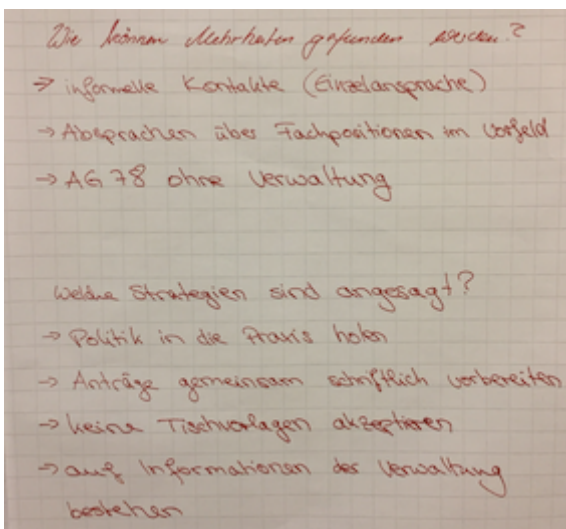 Wie können Mehrheiten gefunden werden?
→ informelle Kontakte (Einzelansprache)
→ Absprachen über Fachpositionen im Vorfeld
→ AG 78 ohne Verwaltung
Welche Strategien sind angesagt?
→ Politik in die Praxis holen
→ Anträge gemeinsam schriftlich vorbereiten
→ keine Tischvorlagen akzeptieren
→ auf Informationen der Verwaltung
bestehen